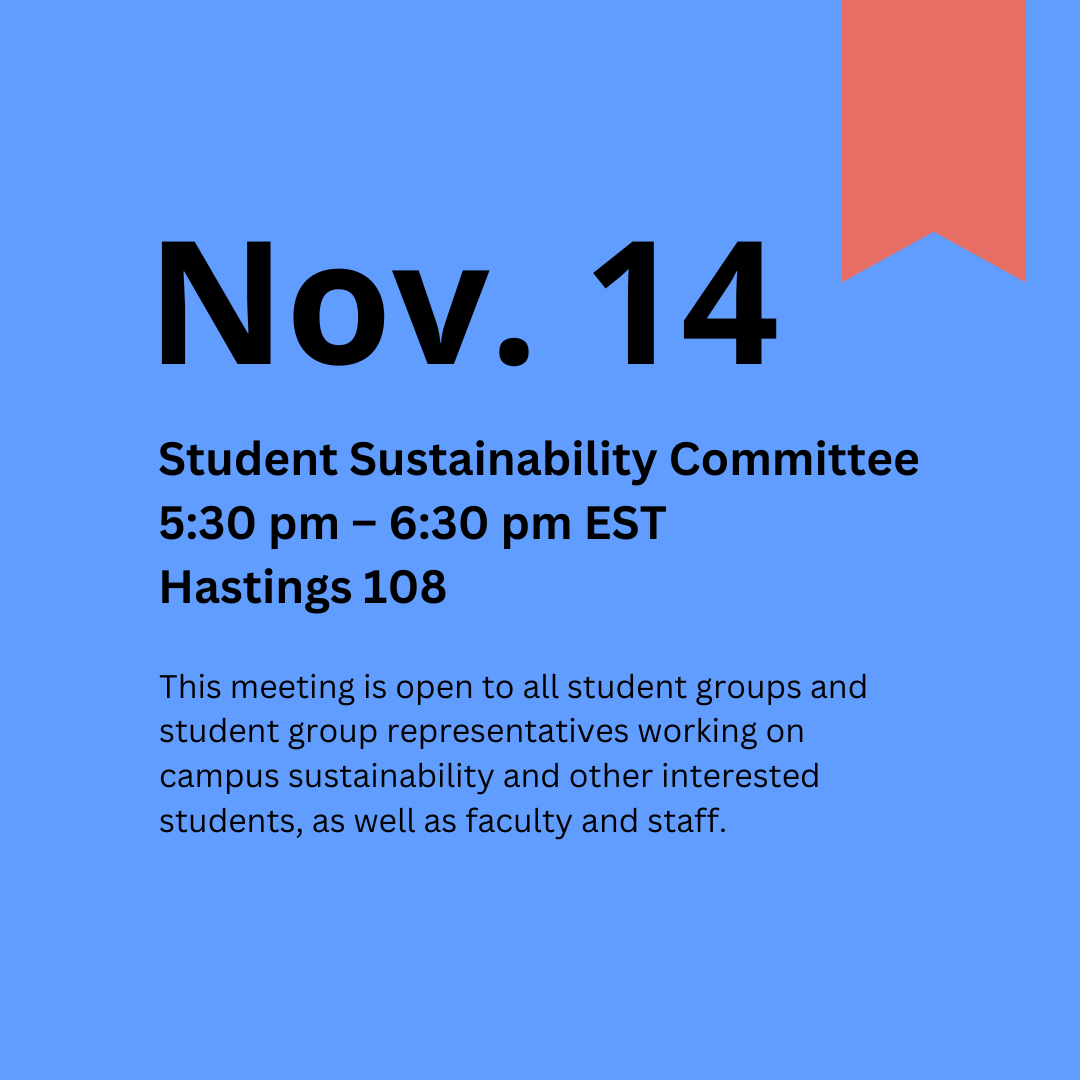 Nov. 14
Student Sustainability Committee
5:30 pm – 6:30 pm EST
Hastings 108
This meeting is open to all student groups and
student group representatives working on
campus sustainability and other interested
students, as well as faculty and staff.